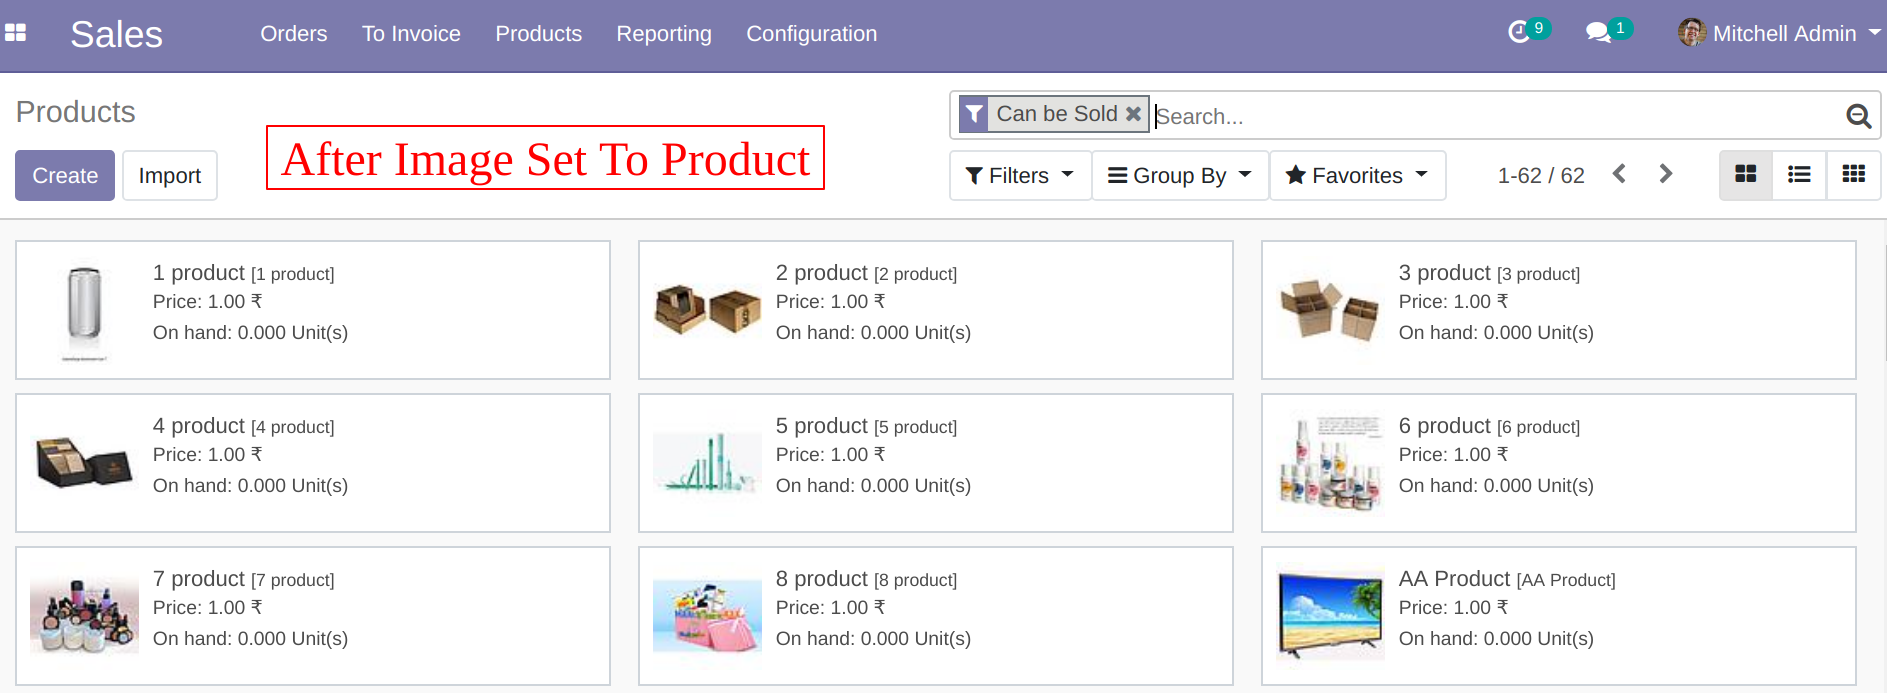 Sales Orders To Invoice Products Reporting Configuration 9 1 Mitchell Admin
Products
Can be Sold Search...
After Image Set To Product
Create Import
Filters Group By Favorites 1-62 / 62
1 product [1 product]
Price: 1.00 ₹
On hand: 0.000 Unit(s)
2 product [2 product]
Price: 1.00 ₹
On hand: 0.000 Unit(s)
3 product [3 product]
Price: 1.00 ₹
On hand: 0.000 Unit(s)
4 product [4 product]
Price: 1.00 ₹
On hand: 0.000 Unit(s)
5 product [5 product]
Price: 1.00 ₹
On hand: 0.000 Unit(s)
6 product [6 product]
Price: 1.00 ₹
On hand: 0.000 Unit(s)
7 product [7 product]
Price: 1.00 ₹
On hand: 0.000 Unit(s)
8 product [8 product]
Price: 1.00 ₹
On hand: 0.000 Unit(s)
AA Product [AA Product]
Price: 1.00 ₹
On hand: 0.000 Unit(s)